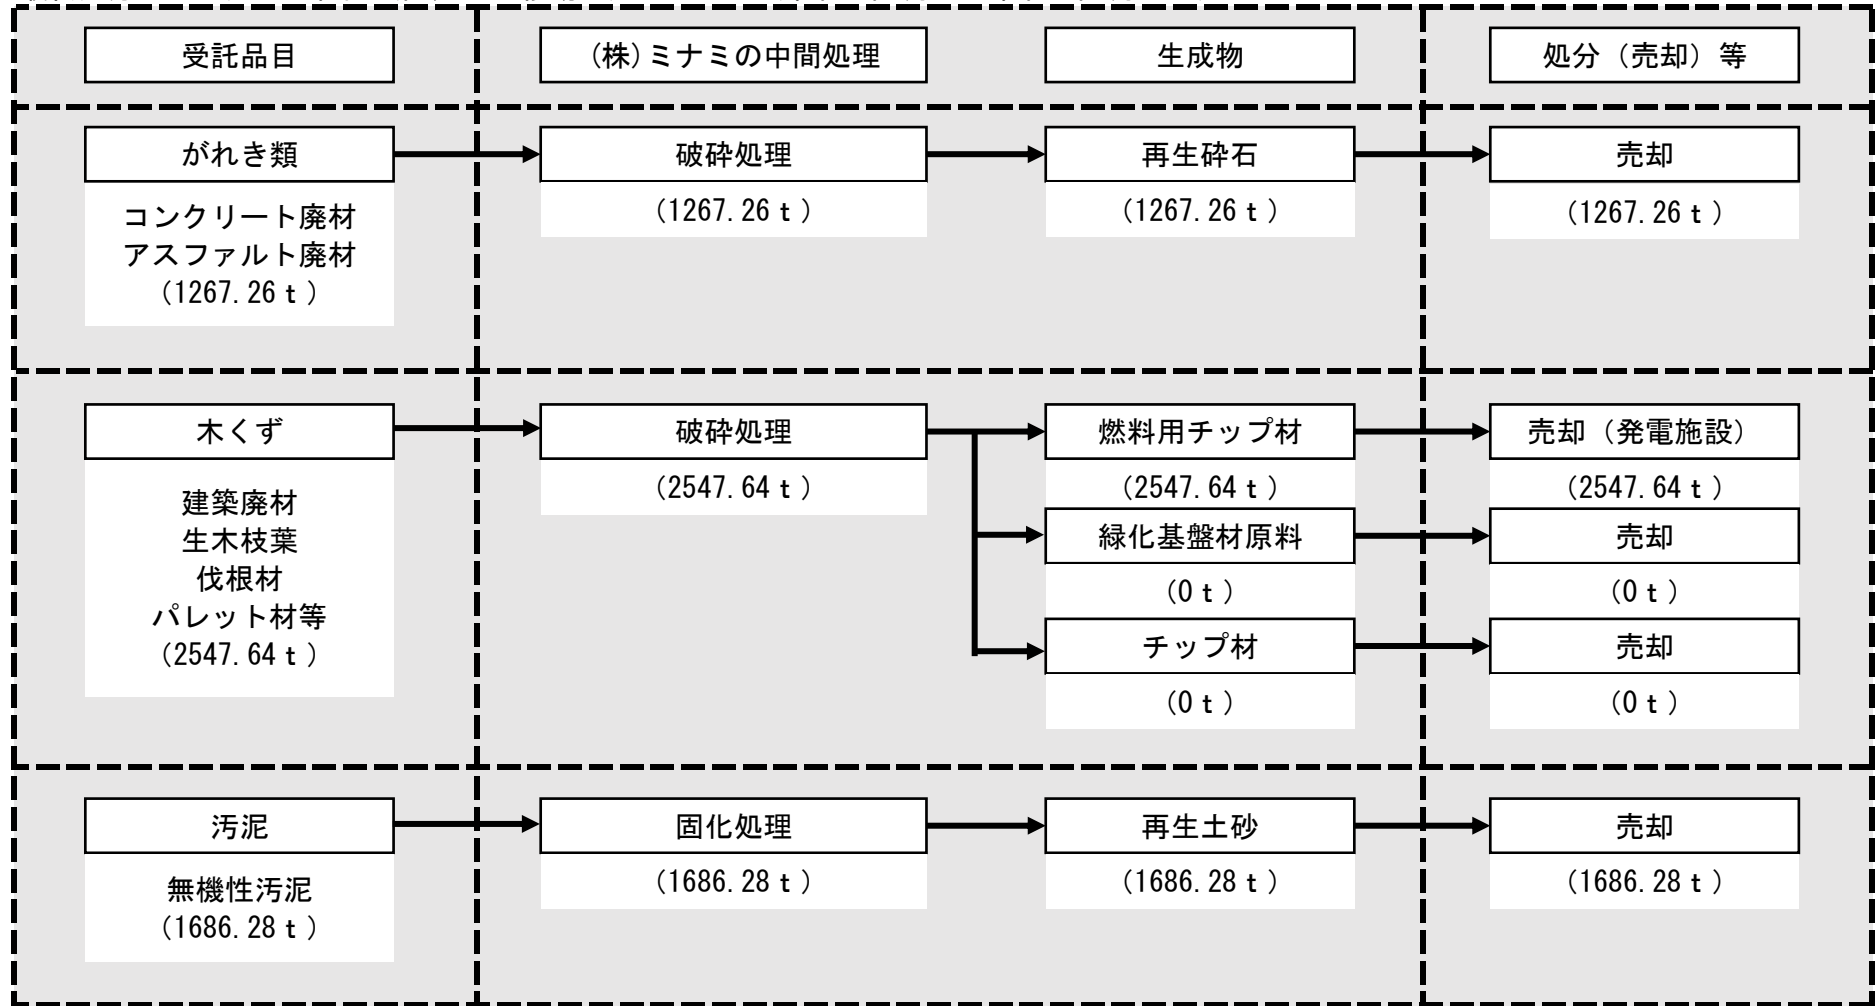 受託品目
(株)ミナミの中間処理
生成物
処分（売却）等
がれき類
破砕処理
再生砕石
売却
コンクリート廃材
アスファルト廃材
(1267.26ｔ)
(1267.26ｔ)
(1267.26ｔ)
(1267.26ｔ)
木くず
破砕処理
燃料用チップ材
売却（発電施設）
建築廃材
生木枝葉
伐根材
パレット材等
(2547.64ｔ)
(2547.64ｔ)
(2547.64ｔ)
(2547.64ｔ)
緑化基盤材原料
売却
(0ｔ)
(0ｔ)
チップ材
売却
(0ｔ)
(0ｔ)
汚泥
固化処理
再生土砂
売却
無機性汚泥
(1686.28ｔ)
(1686.28ｔ)
(1686.28ｔ)
(1686.28ｔ)